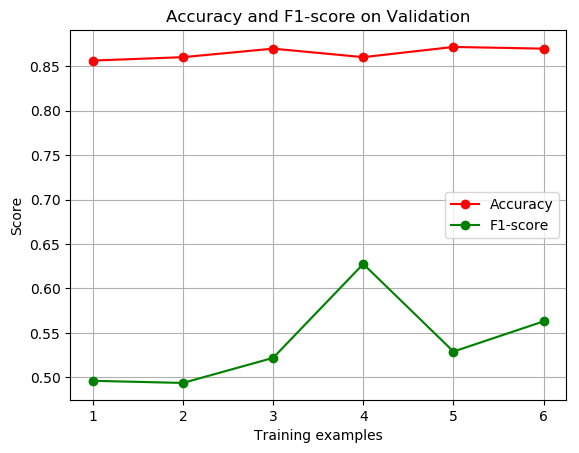 Accuracy and F1-score on Validation
Score
0.85
0.80
0.75
0.70
0.65
0.60
0.55
0.50
Accuracy
F1-score
1 2 3 4 5 6
Training examples